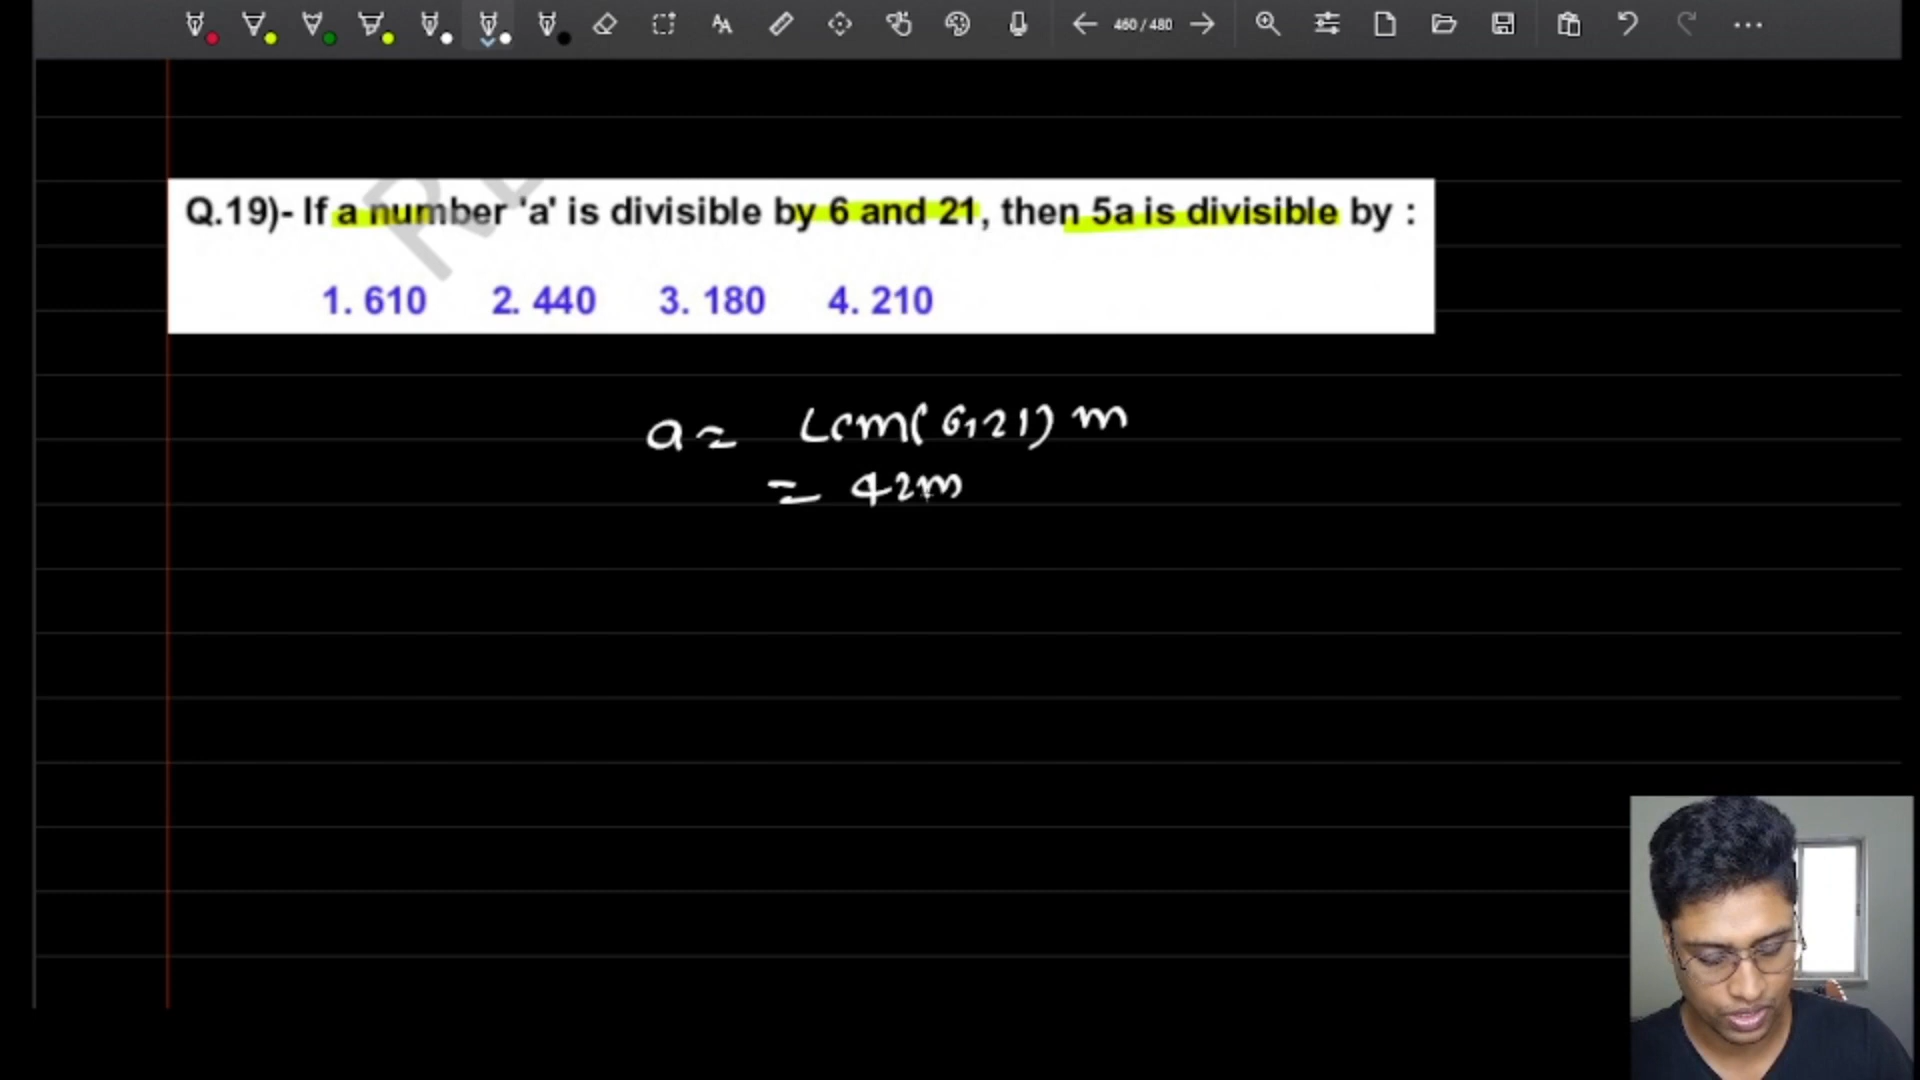 460 / 480
Q.19)- If a number 'a' is divisible by 6 and 21, then 5a is divisible by :
1. 610 2. 440 3. 180 4. 210
a = Lcm(6,21) m
= 42m